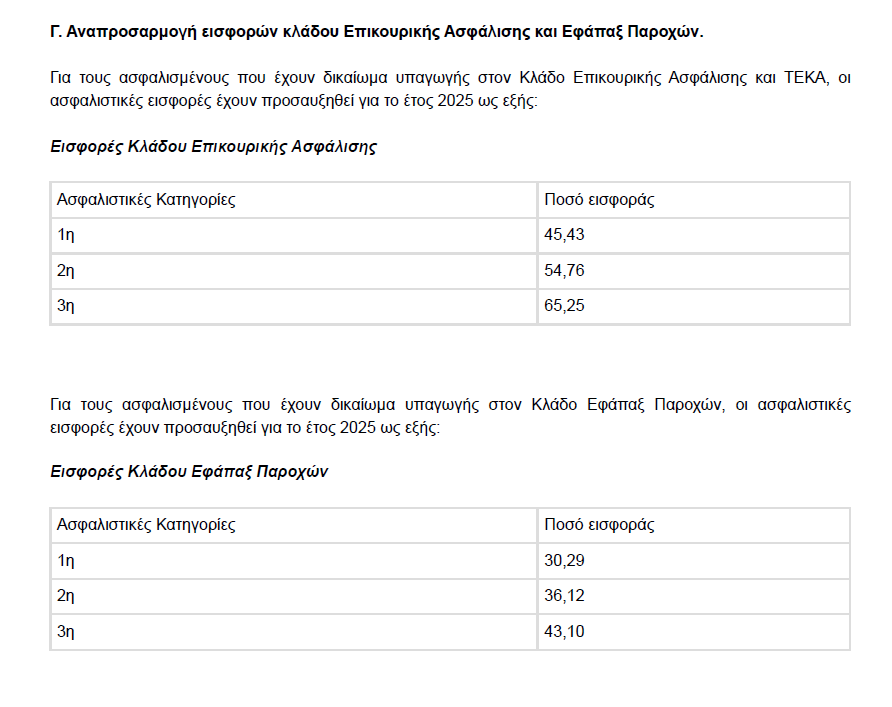 Γ. Αναπροσαρμογή εισφορών κλάδου Επικουρικής Ασφάλισης και Εφάπαξ Παροχών.
Για τους ασφαλισμένους που έχουν δικαίωμα υπαγωγής στον Κλάδο Επικουρικής Ασφάλισης και ΤΕΚΑ, οι
ασφαλιστικές εισφορές έχουν προσαυξηθεί για το έτος 2025 ως εξής:
Εισφορές Κλάδου Επικουρικής Ασφάλισης
Ασφαλιστικές Κατηγορίες Ποσό εισφοράς
1η 45,43
2η 54,76
3η 65,25
Για τους ασφαλισμένους που έχουν δικαίωμα υπαγωγής στον Κλάδο Εφάπαξ Παροχών, οι ασφαλιστικές
εισφορές έχουν προσαυξηθεί για το έτος 2025 ως εξής:
Εισφορές Κλάδου Εφάπαξ Παροχών
Ασφαλιστικές Κατηγορίες Ποσό εισφοράς
1η 30,29
2η 36,12
3η 43,10